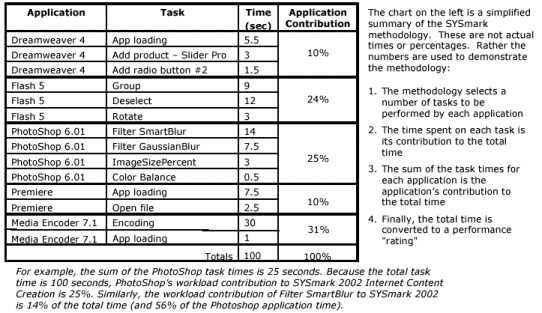 Application Task Time (sec) Application Contribution
Dreamweaver 4 App loading 5.5
Dreamweaver 4 Add product – Slider Pro 3 10%
Dreamweaver 4 Add radio button #2 1.5
Flash 5 Group 9
Flash 5 Deselect 12 24%
Flash 5 Rotate 3
PhotoShop 6.01 Filter SmartBlur 14
PhotoShop 6.01 Filter GaussianBlur 7.5
PhotoShop 6.01 ImageSizePercent 3 25%
PhotoShop 6.01 Color Balance 0.5
Premiere App loading 7.5
Premiere Open file 2.5 10%
Media Encoder 7.1 Encoding 30
Media Encoder 7.1 App loading 1 31%
Totals 100 100%
The chart on the left is a simplified
summary of the SYSmark
methodology. These are not actual
times or percentages. Rather the
numbers are used to demonstrate
the methodology:
1. The methodology selects a
number of tasks to be
performed by each application
2. The time spent on each task is
its contribution to the total
time
3. The sum of the task times for
each application is the
application's contribution to
the total time
4. Finally, the total time is
converted to a performance
"rating"
For example, the sum of the PhotoShop task times is 25 seconds. Because the total task
time is 100 seconds, PhotoShop's workload contribution to SYSmark 2002 Internet Content
Creation is 25%. Similarly, the workload contribution of Filter SmartBlur to SYSmark 2002
is 14% of the total time (and 56% of the Photoshop application time).